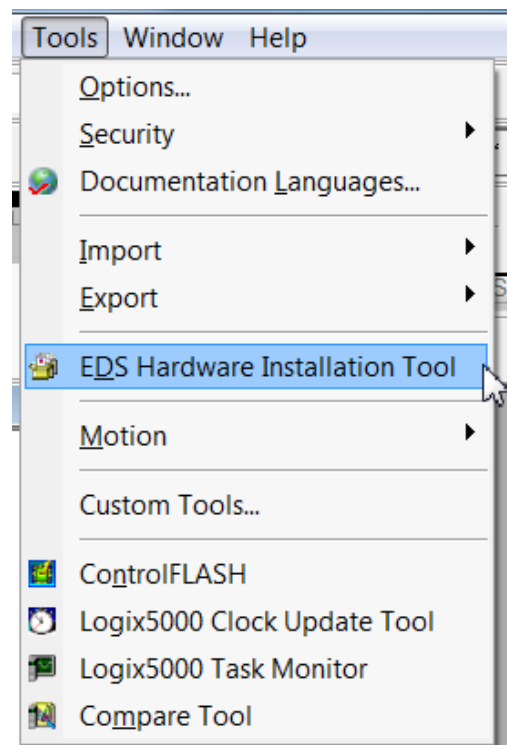 Tools Window Help
Options...
Security
Documentation Languages...
Import
Export
EDS Hardware Installation Tool
Motion
Custom Tools...
ControlFLASH
Logix5000 Clock Update Tool
Logix5000 Task Monitor
Compare Tool